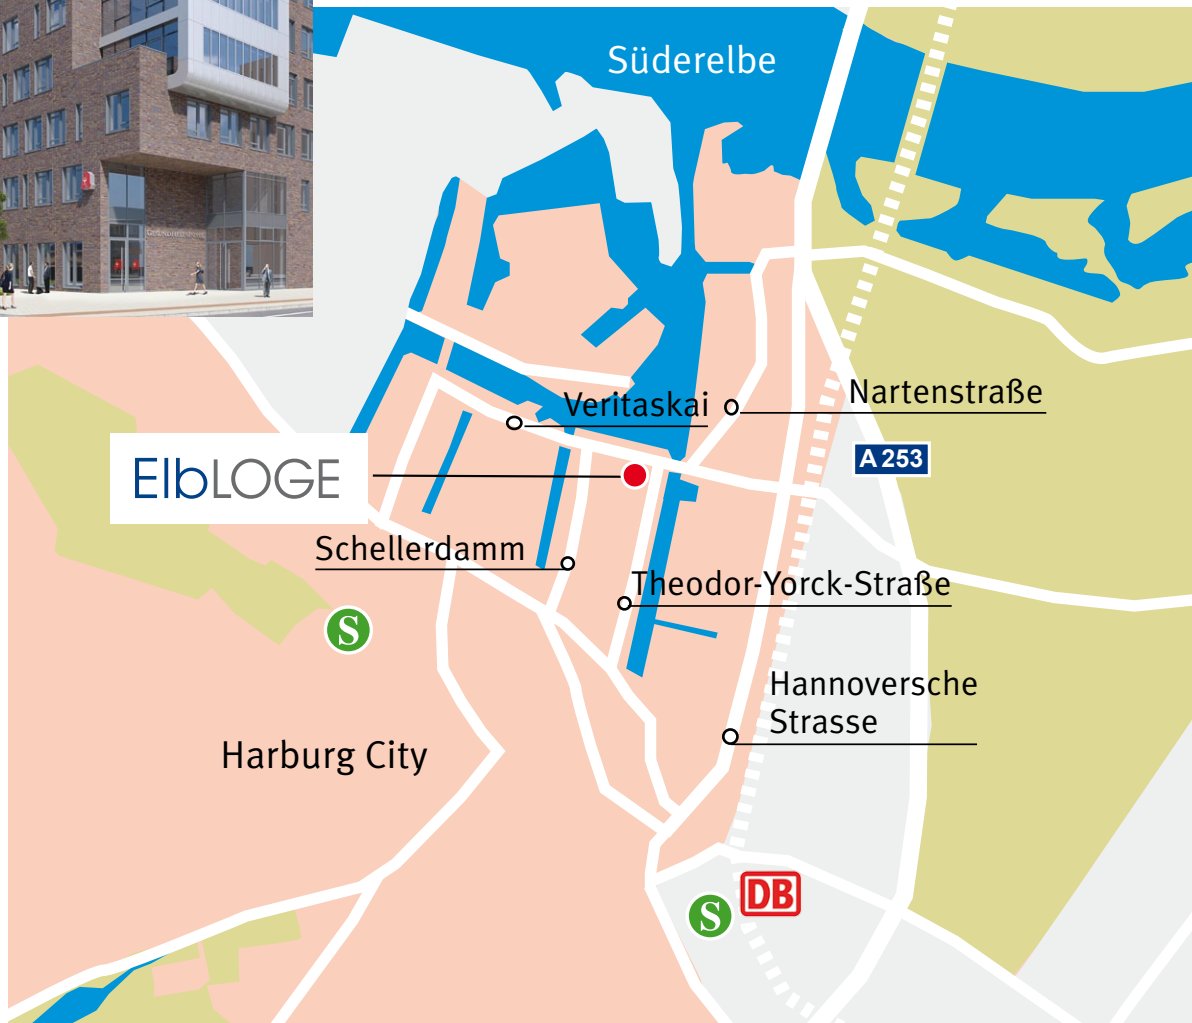 Süderelbe
Nartenstraße
Veritaskai
A 253
ElbLOGE
Schellerdamm
Theodor-Yorck-Straße
S
Hannoversche
Strasse
Harburg City
DB
S